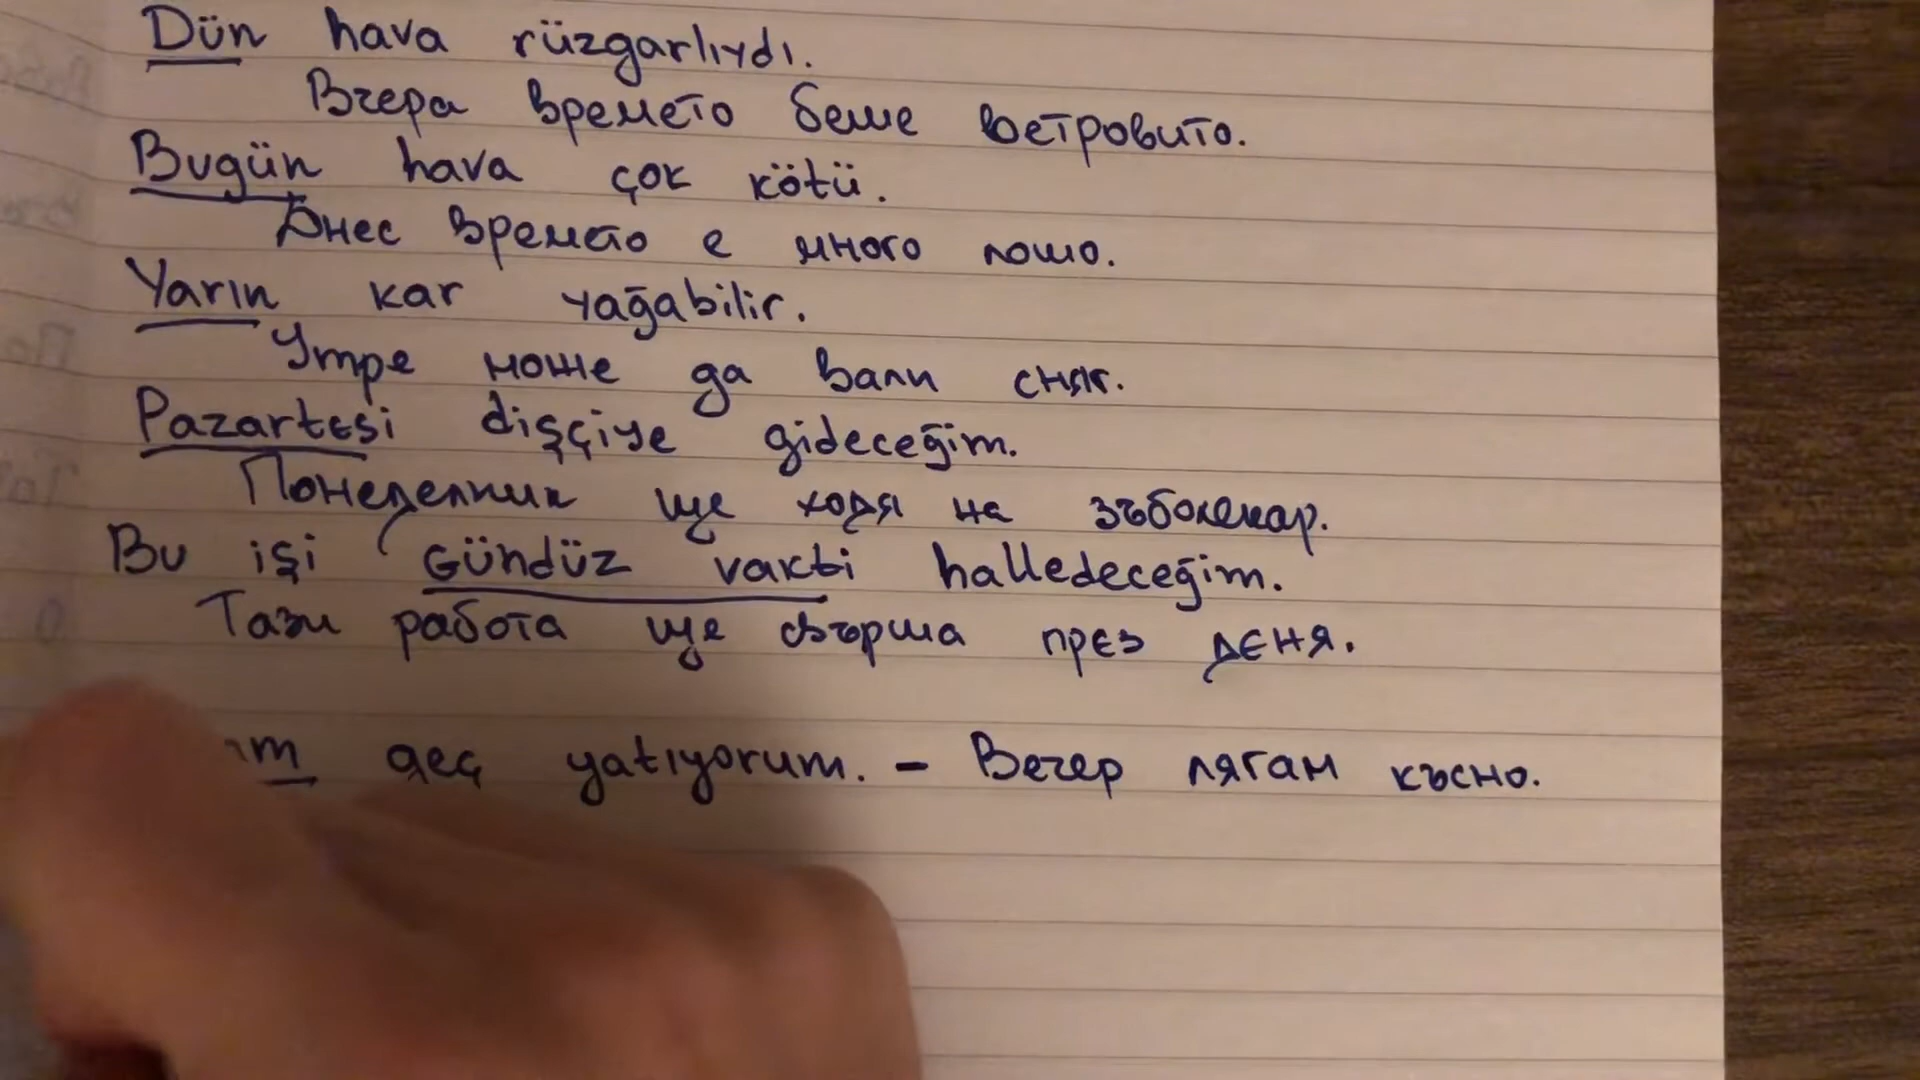 Dün hava rüzgarlıydı.
Вчера времето беше ветровито.
Bugün hava çok kötü.
Днес времето е много лошо.
Yarın kar yağabilir.
Утре може да вали сняг.
Pazartesi dişçiye gideceğim.
Понеделник ще ходя на зъболекар.
Bu işi gündüz vakti halledeceğim.
Тази работа ще свърша през деня.
geç yatıyorum. - Вечер лягам късно.